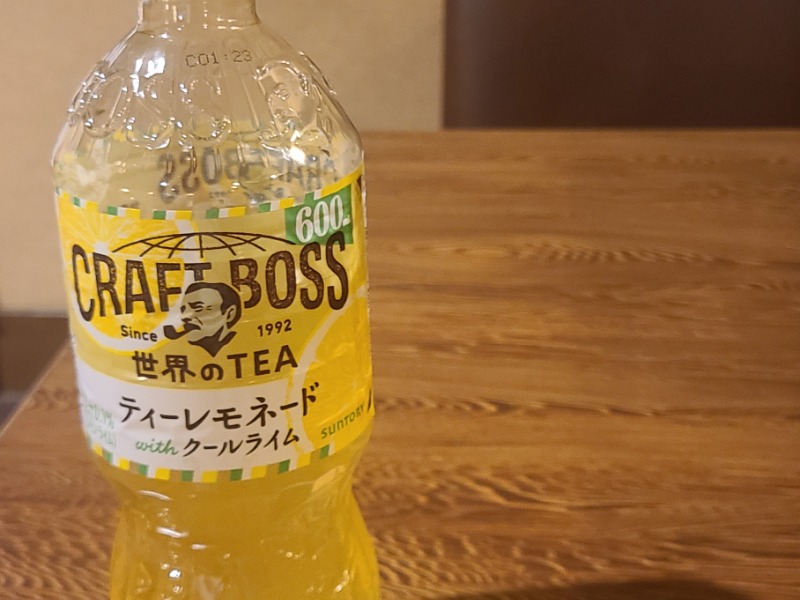 C01:23
600ml
CRAFT BOSS
Since 1992
世界のTEA
ティーレモネード
with クールライム
SUNTORY